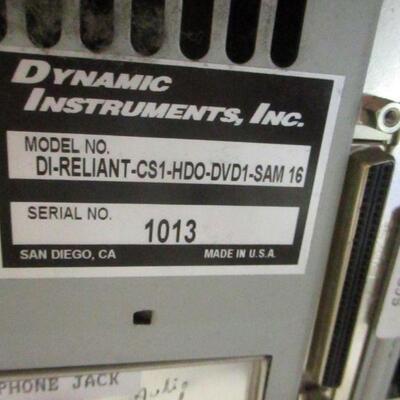 DYNAMIC
INSTRUMENTS, INC.
MODEL NO.
DI-RELIANT-CS1-HDO-DVD1-SAM 16
SERIAL NO.
1013
SAN DIEGO, CA MADE IN U.S.A.
PHONE JACK
Audio